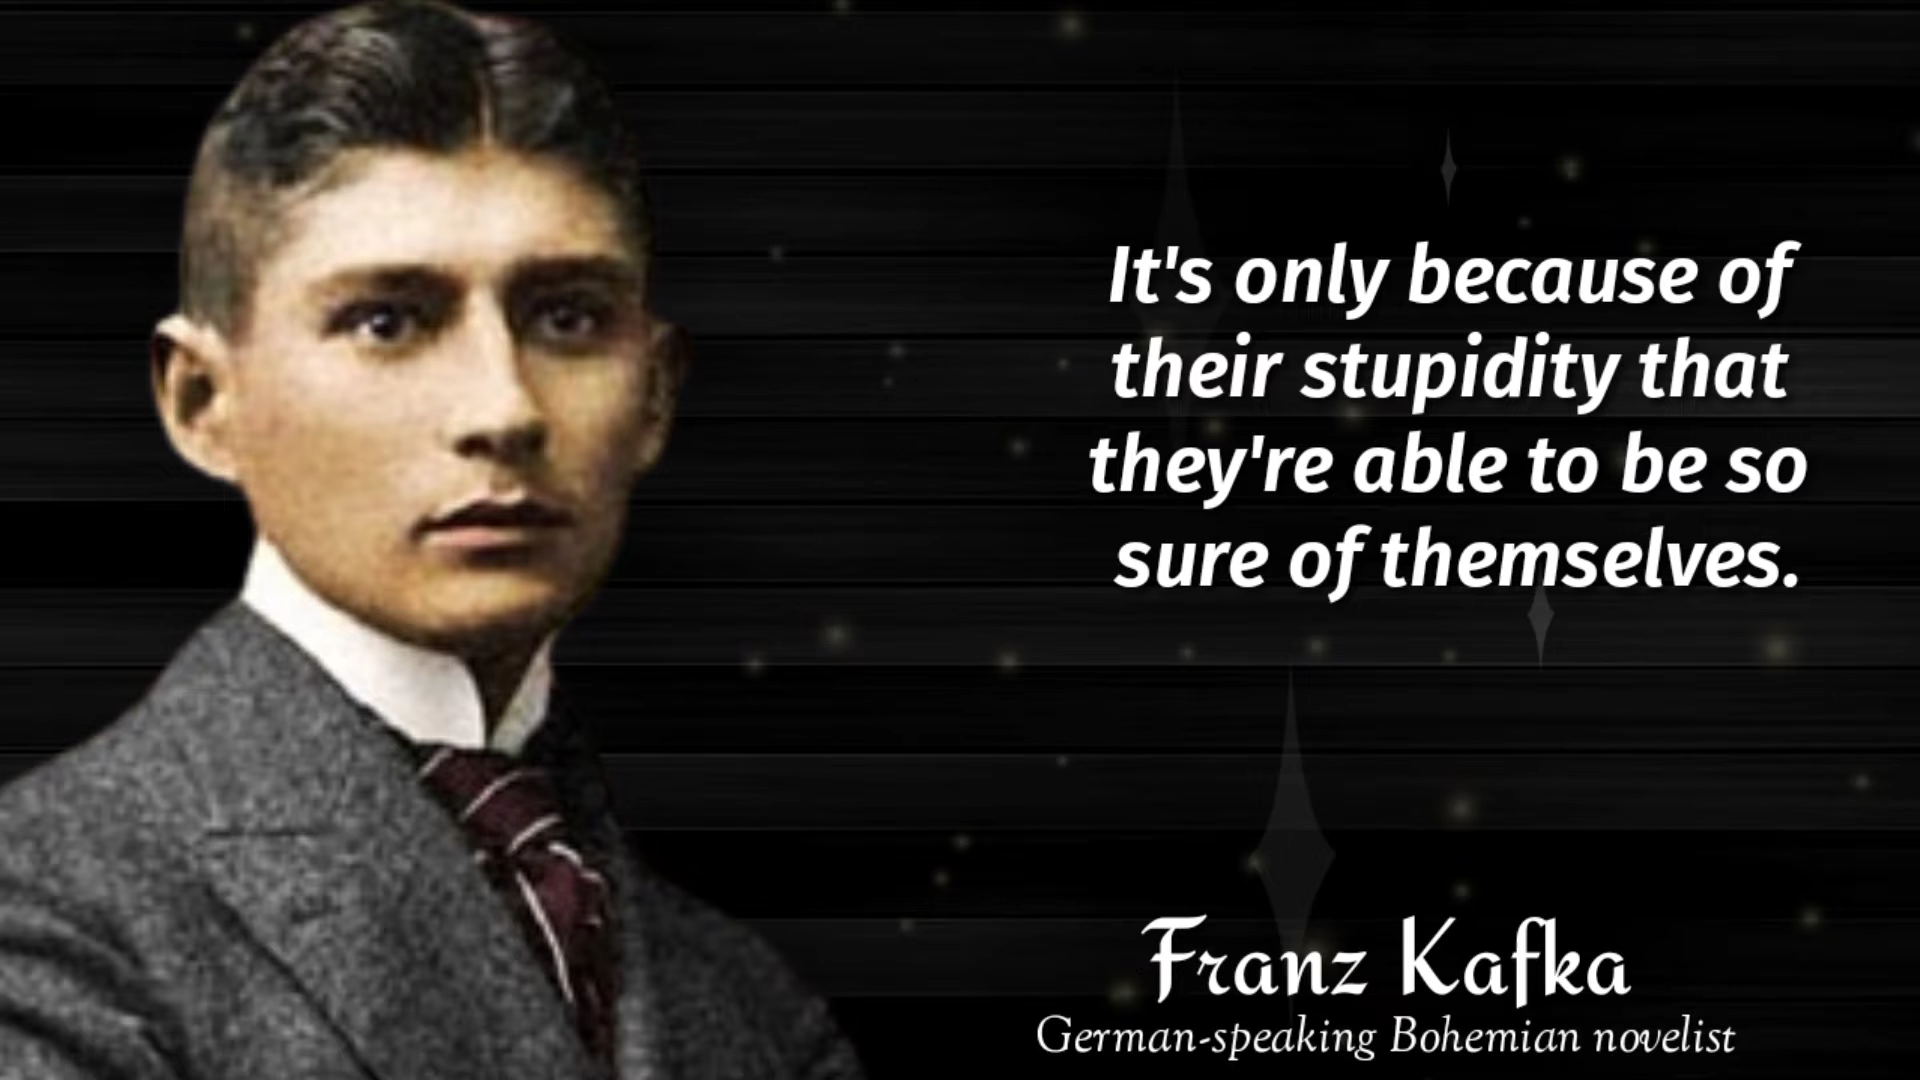 It's only because of
their stupidity that
they're able to be so
sure of themselves.
Franz Kafka
German-speaking Bohemian novelist